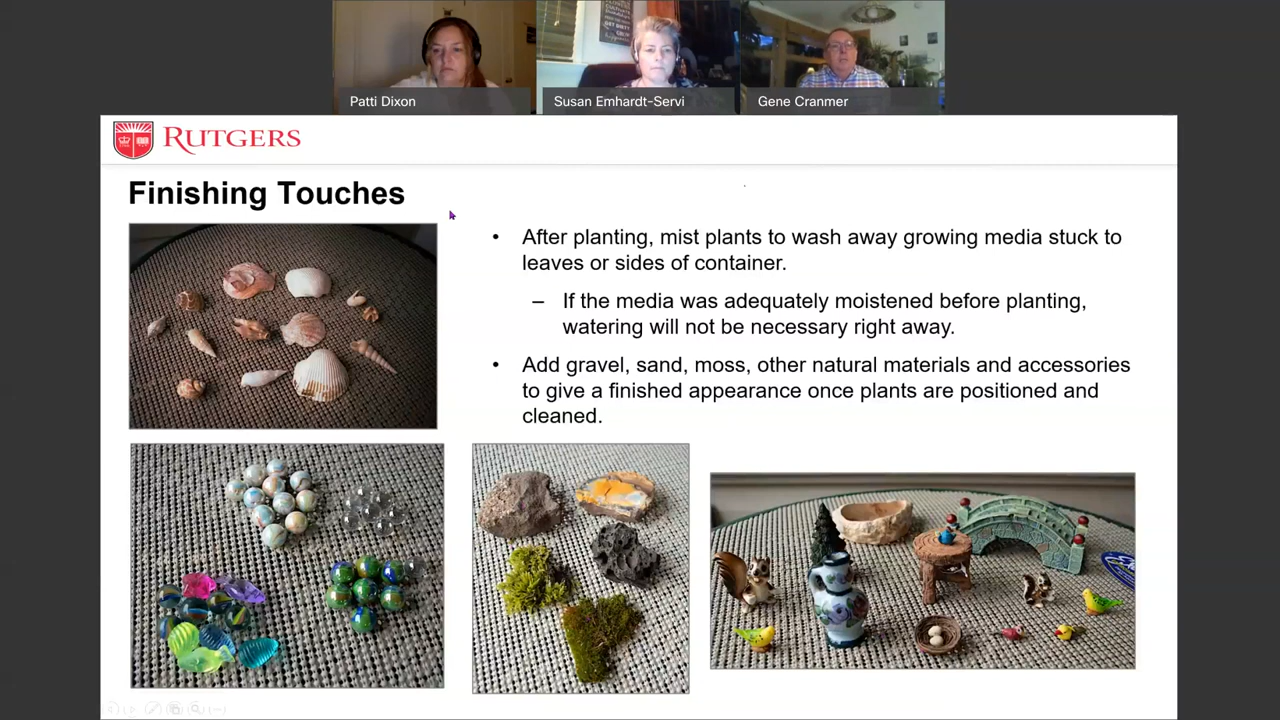 Patti Dixon
Susan Emhardt-Servi
Gene Cranmer
RUTGERS
Finishing Touches
• After planting, mist plants to wash away growing media stuck to
leaves or sides of container.
– If the media was adequately moistened before planting,
watering will not be necessary right away.
• Add gravel, sand, moss, other natural materials and accessories
to give a finished appearance once plants are positioned and
cleaned.